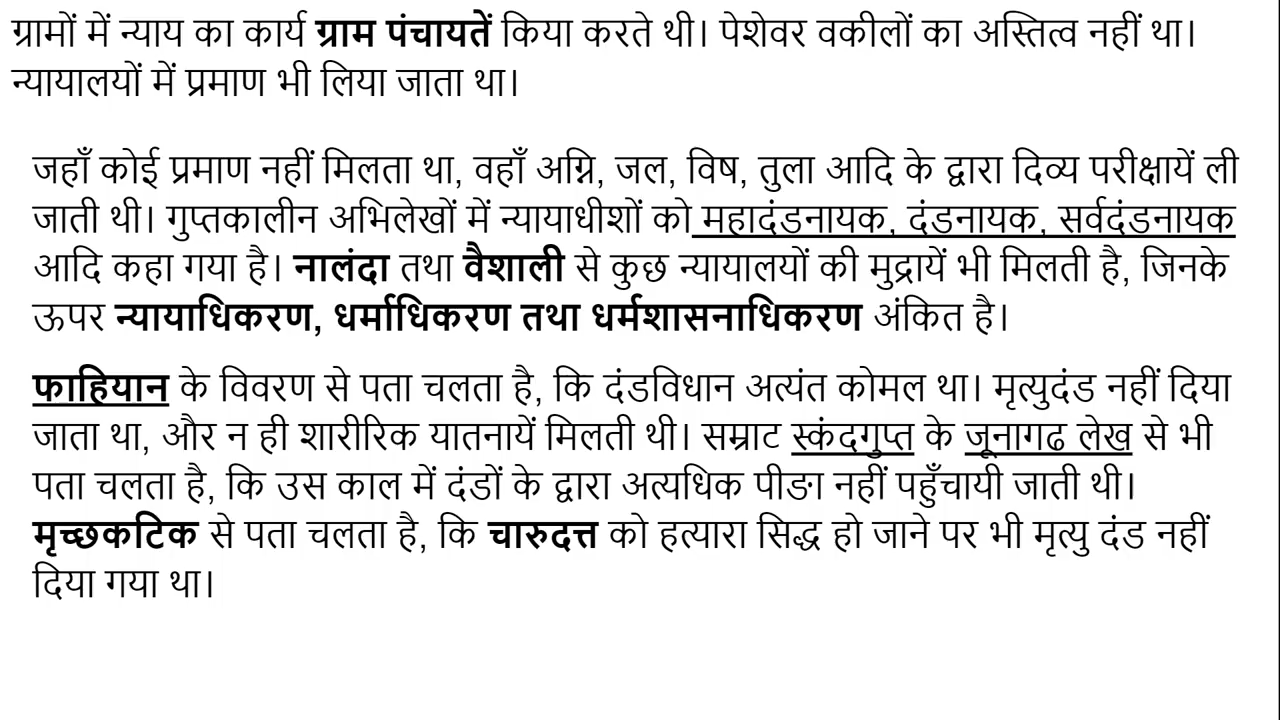 ग्रामों में न्याय का कार्य ग्राम पंचायतें किया करते थी। पेशेवर वकीलों का अस्तित्व नहीं था।
न्यायालयों में प्रमाण भी लिया जाता था।
जहाँ कोई प्रमाण नहीं मिलता था, वहाँ अग्नि, जल, विष, तुला आदि के द्वारा दिव्य परीक्षायें ली
जाती थी। गुप्तकालीन अभिलेखों में न्यायाधीशों को महादंडनायक, दंडनायक, सर्वदंडनायक
आदि कहा गया है। नालंदा तथा वैशाली से कुछ न्यायालयों की मुद्रायें भी मिलती है, जिनके
ऊपर न्यायाधिकरण, धर्माधिकरण तथा धर्मशासनाधिकरण अंकित है।
फाहियान के विवरण से पता चलता है, कि दंडविधान अत्यंत कोमल था। मृत्युदंड नहीं दिया
जाता था, और न ही शारीरिक यातनायें मिलती थी। सम्राट स्कंदगुप्त के जूनागढ लेख से भी
पता चलता है, कि उस काल में दंडों के द्वारा अत्यधिक पीङा नहीं पहुँचायी जाती थी।
मृच्छकटिक से पता चलता है, कि चारुदत्त को हत्यारा सिद्ध हो जाने पर भी मृत्यु दंड नहीं
दिया गया था।